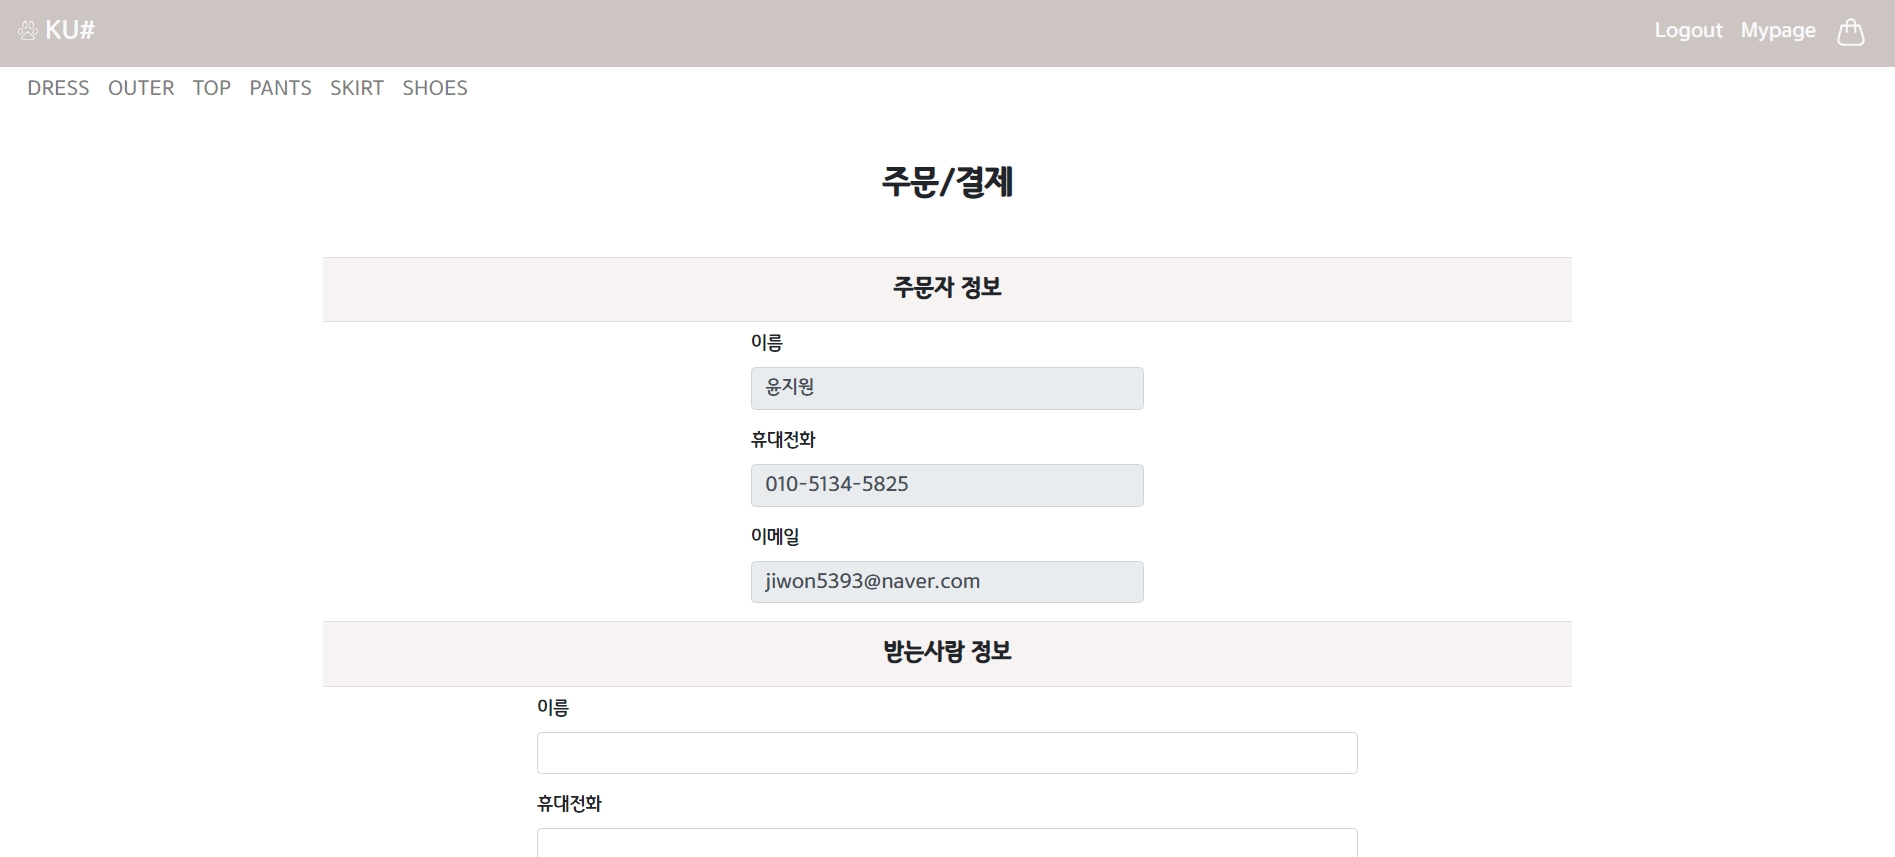 KU# Logout Mypage
DRESS OUTER TOP PANTS SKIRT SHOES
주문/결제
주문자 정보
이름
윤지원
휴대전화
010-5134-5825
이메일
jiwon5393@naver.com
받는사람 정보
이름
휴대전화